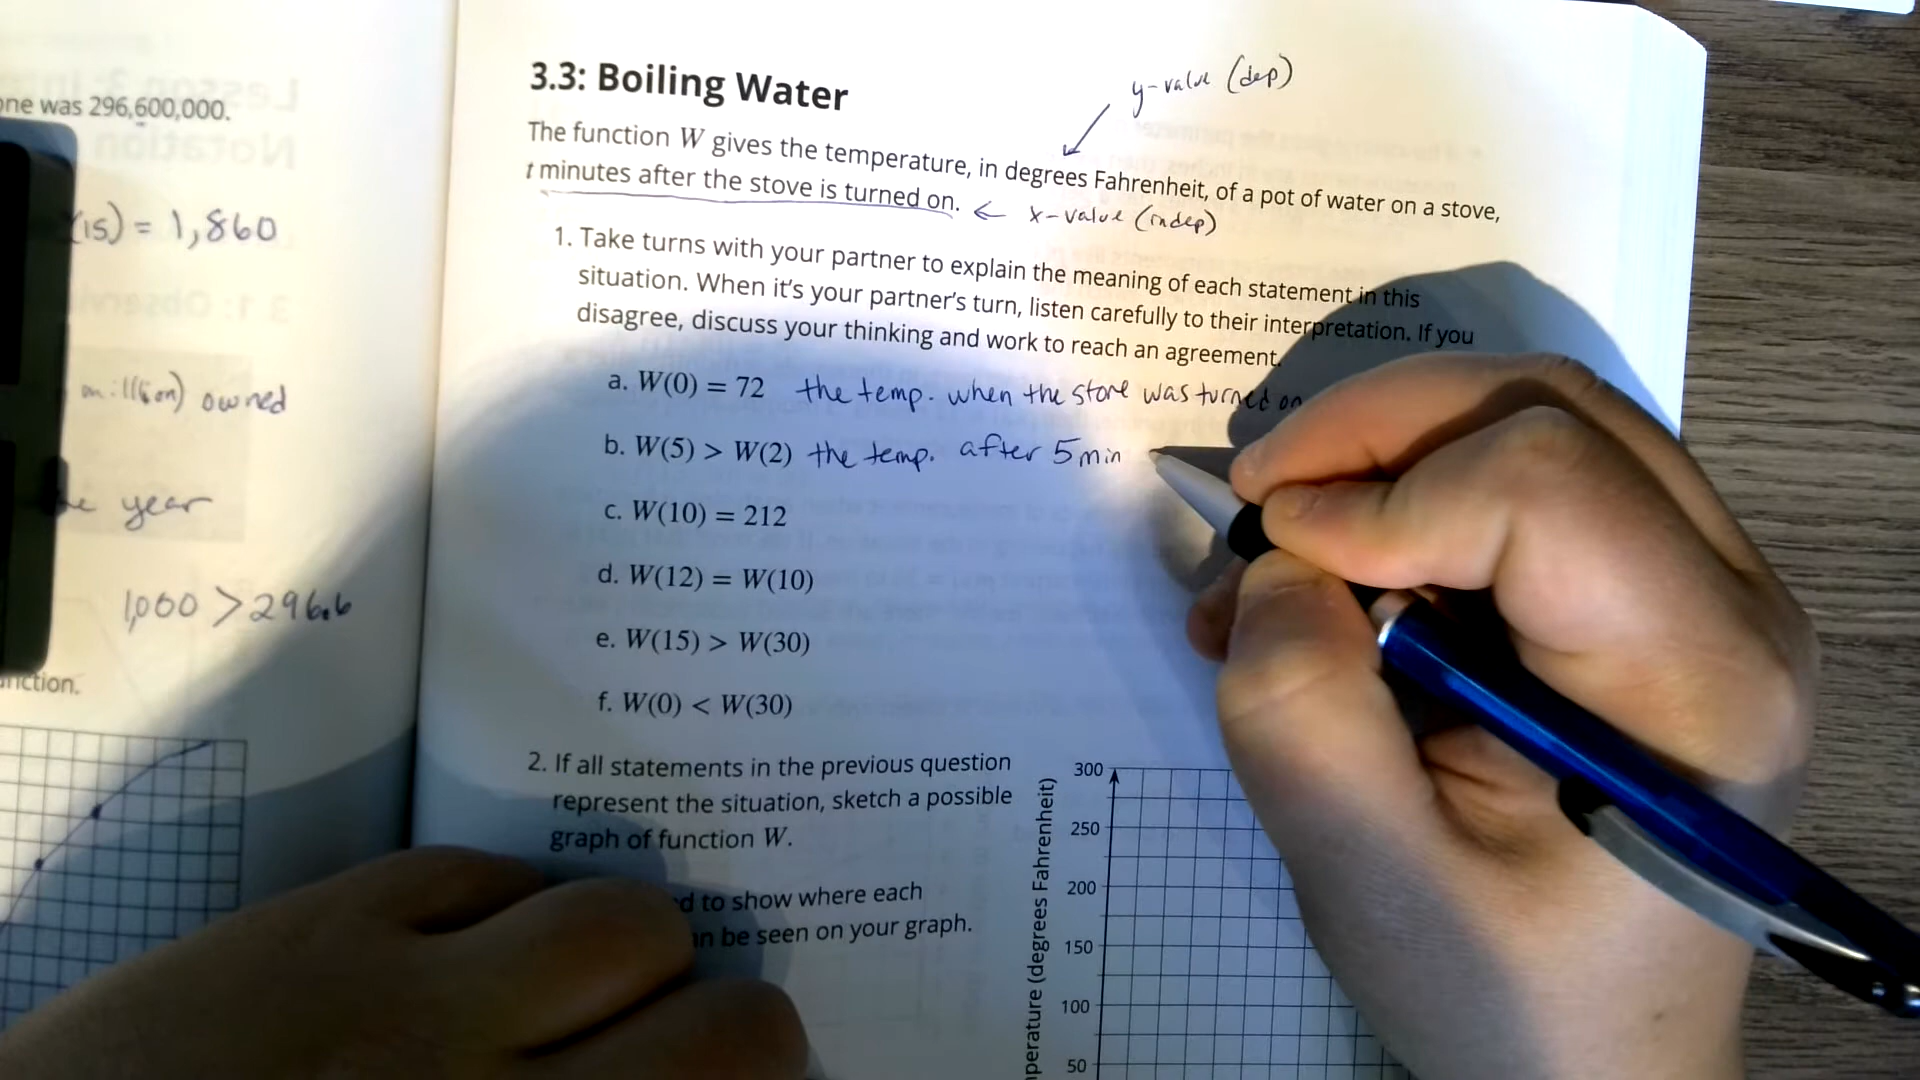 one was 296,600,000.
(15) = 1,860
million) owned
year
1,000 > 296.6
3.3: Boiling Water
y-value (dep)
The function W gives the temperature, in degrees Fahrenheit, of a pot of water on a stove,
t minutes after the stove is turned on. ← x-value (indep)
1. Take turns with your partner to explain the meaning of each statement in this
situation. When it's your partner's turn, listen carefully to their interpretation. If you
disagree, discuss your thinking and work to reach an agreement.
a. W(0) = 72 the temp. when the stove was turned on
b. W(5) > W(2) the temp. after 5 min
c. W(10) = 212
d. W(12) = W(10)
e. W(15) > W(30)
f. W(0) < W(30)
2. If all statements in the previous question
represent the situation, sketch a possible
graph of function W.
d to show where each
be seen on your graph.
(degrees Fahrenheit)
300
250
200
150
100
50